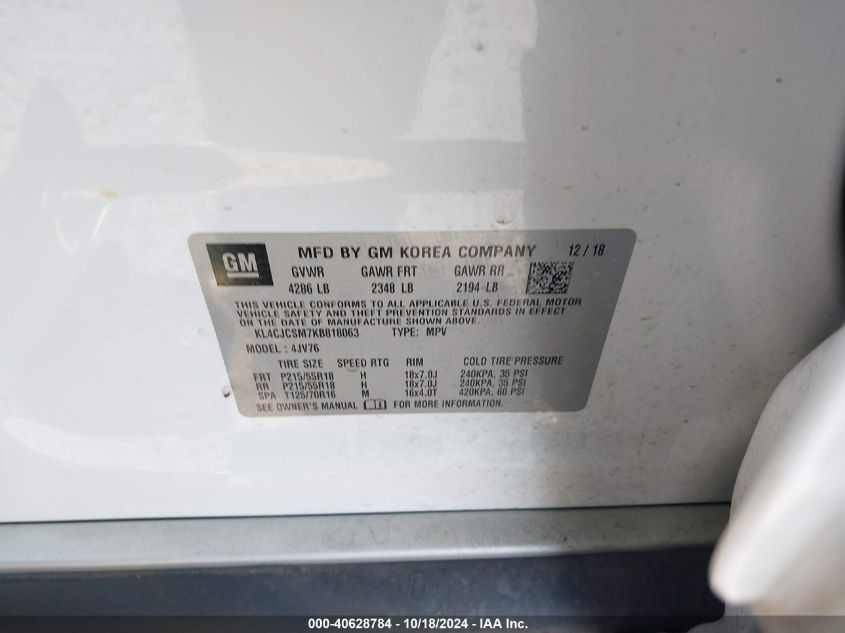 GM
MFD BY GM KOREA COMPANY 12 / 18
GVWR GAWR FRT GAWR RR
4286 LB 2348 LB 2194 LB
THIS VEHICLE CONFORMS TO ALL APPLICABLE U.S. FEDERAL MOTOR
VEHICLE SAFETY AND THEFT PREVENTION STANDARDS IN EFFECT
ON THE DATE OF MANUFACTURE SHOWN ABOVE.
KL4CJCSM7KB818063 TYPE: MPV
MODEL : 4JV76
TIRE SIZE SPEED RTG RIM COLD TIRE PRESSURE
FRT P215/55R18 H 18x7.0J 240KPA, 35 PSI
RR P215/55R18 H 18x7.0J 240KPA, 35 PSI
SPA T125/70R16 M 16x4.0T 420KPA, 60 PSI
SEE OWNER'S MANUAL FOR MORE INFORMATION.
000-40628784 - 10/18/2024 - IAA Inc.